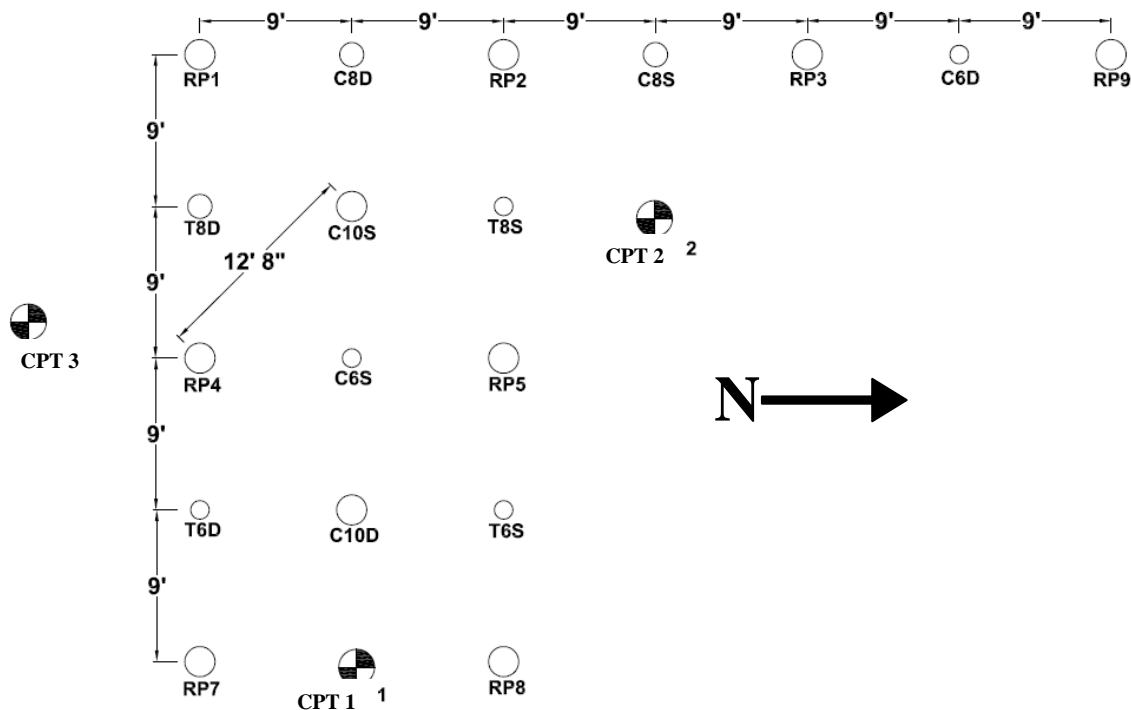 9' 9' 9' 9' 9' 9'
RP1 C8D RP2 C8S RP3 C6D RP9
9'
T8D C10S T8S
CPT 2 2
12' 8"
9'
CPT 3
RP4 C6S RP5
N
9'
T6D C10D T6S
9'
RP7 RP8
CPT 1 1